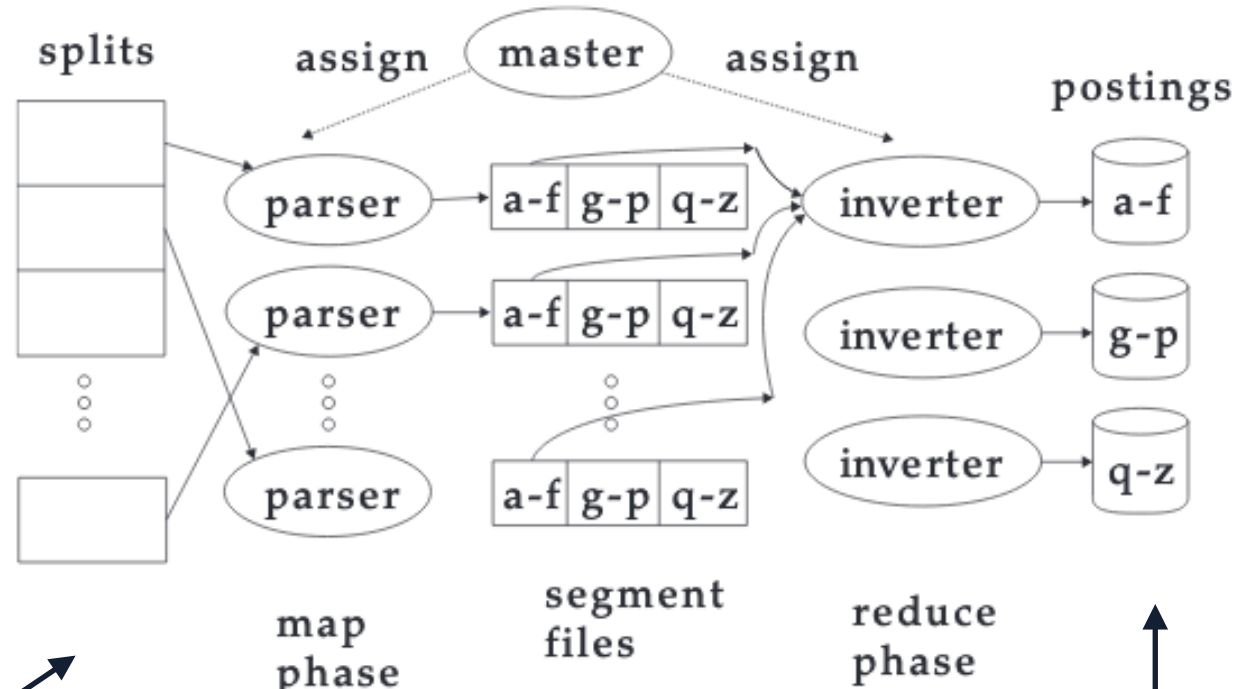 splits
assign
master
assign
postings
parser
a-f g-p q-z
inverter
a-f
parser
a-f g-p q-z
inverter
g-p
parser
a-f g-p q-z
inverter
q-z
map
phase
segment
files
reduce
phase